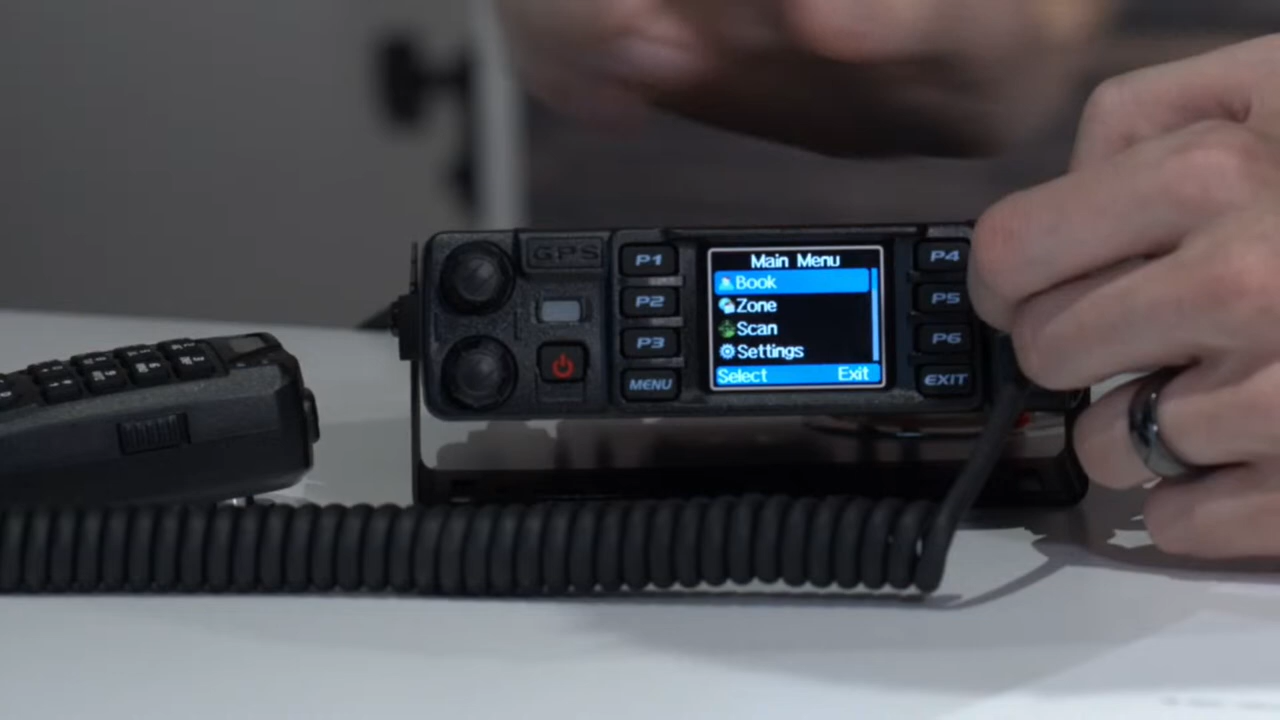 GPS
P1
P2
P3
MENU
Main Menu
Book
Zone
Scan
Settings
Select Exit
P4
P5
P6
EXIT